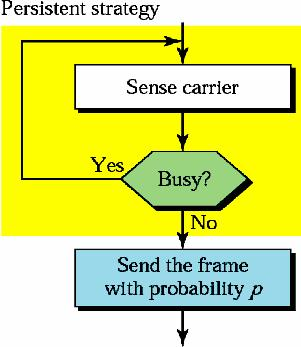 Persistent strategy
Sense carrier
Yes
Busy?
No
Send the frame
with probability p